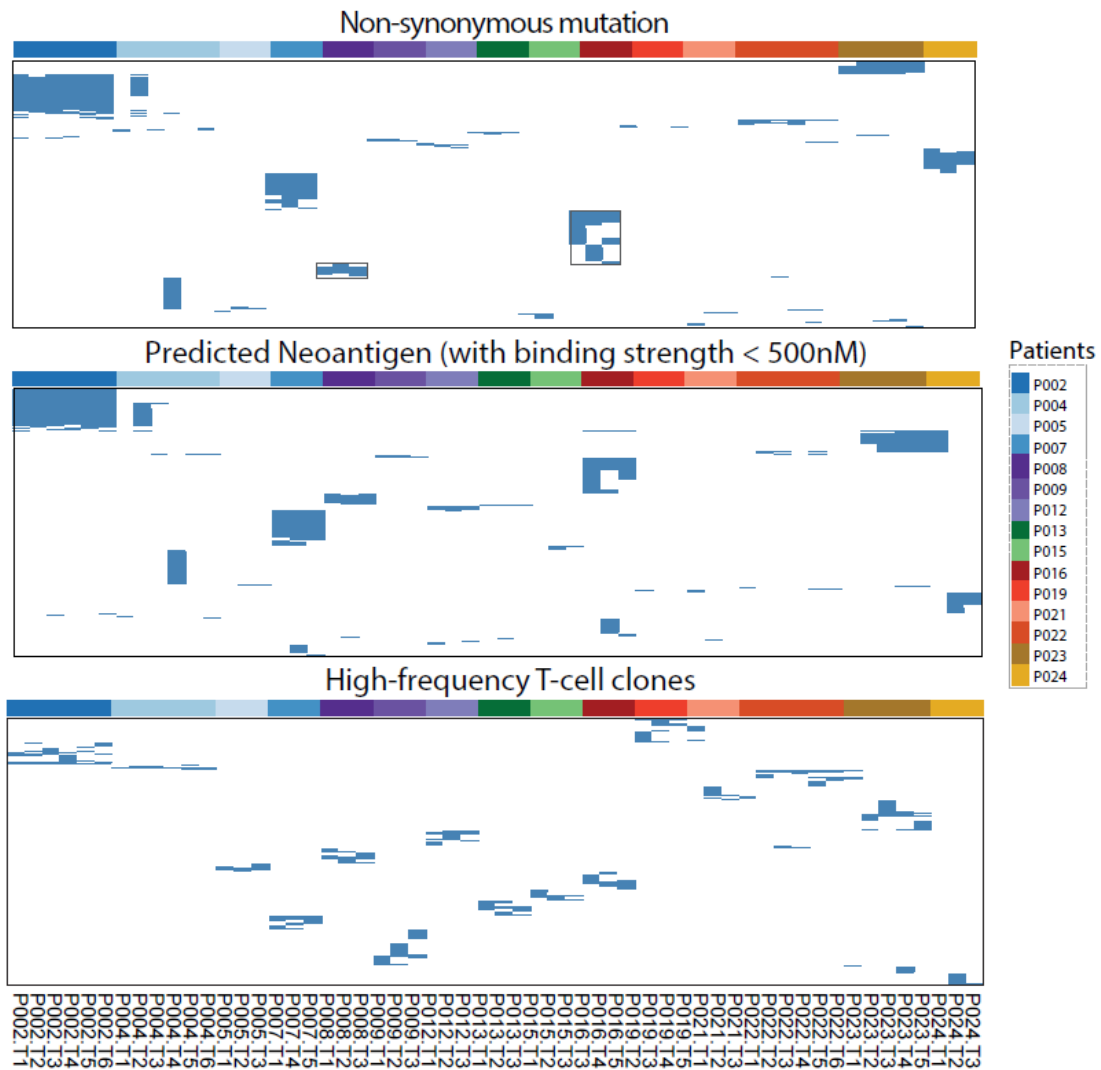 Non-synonymous mutation
Predicted Neoantigen (with binding strength < 500nM)
Patients
P002
P004
P005
P007
P008
P009
P012
P013
P015
P016
P019
P021
P022
P023
P024
High-frequency T-cell clones
P002.T1
P002.T2
P002.T3
P002.T4
P002.T5
P002.T6
P004.T1
P004.T2
P004.T3
P004.T4
P004.T5
P004.T6
P005.T1
P005.T3
P007.T1
P007.T4
P007.T5
P008.T1
P008.T2
P008.T3
P009.T1
P009.T2
P009.T3
P012.T1
P012.T2
P012.T3
P013.T1
P013.T2
P013.T3
P015.T1
P015.T2
P015.T3
P016.T4
P016.T5
P019.T1
P019.T4
P019.T5
P021.T1
P021.T2
P021.T3
P022.T1
P022.T2
P022.T3
P022.T4
P022.T5
P022.T6
P023.T1
P023.T2
P023.T3
P023.T4
P023.T5
P024.T1
P024.T2